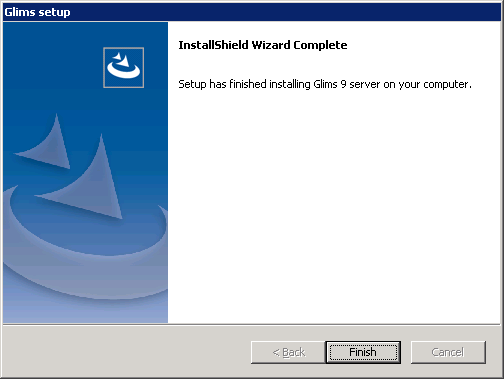 Glims setup
InstallShield Wizard Complete
Setup has finished installing Glims 9 server on your computer.
< Back
Finish
Cancel